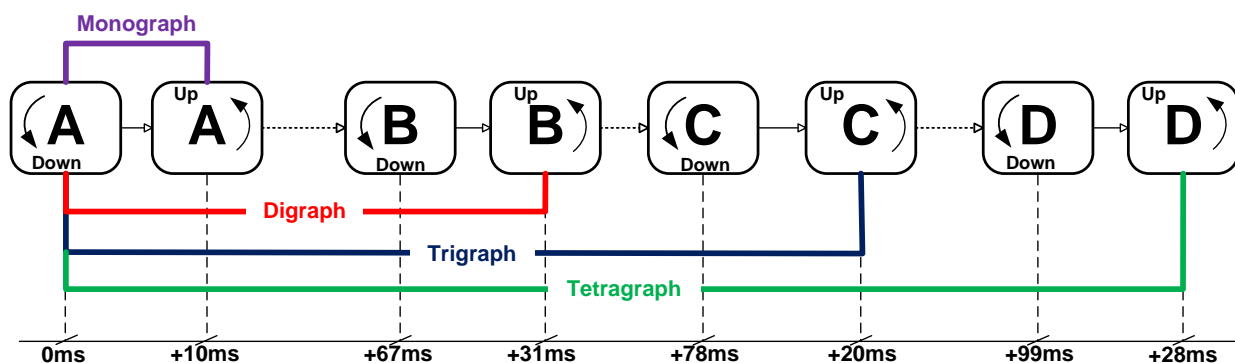 Monograph
A
Down
Up
A
B
Down
Up
B
C
Down
Up
C
D
Down
Up
D
Digraph
Trigraph
Tetragraph
0ms +10ms +67ms +31ms +78ms +20ms +99ms +28ms